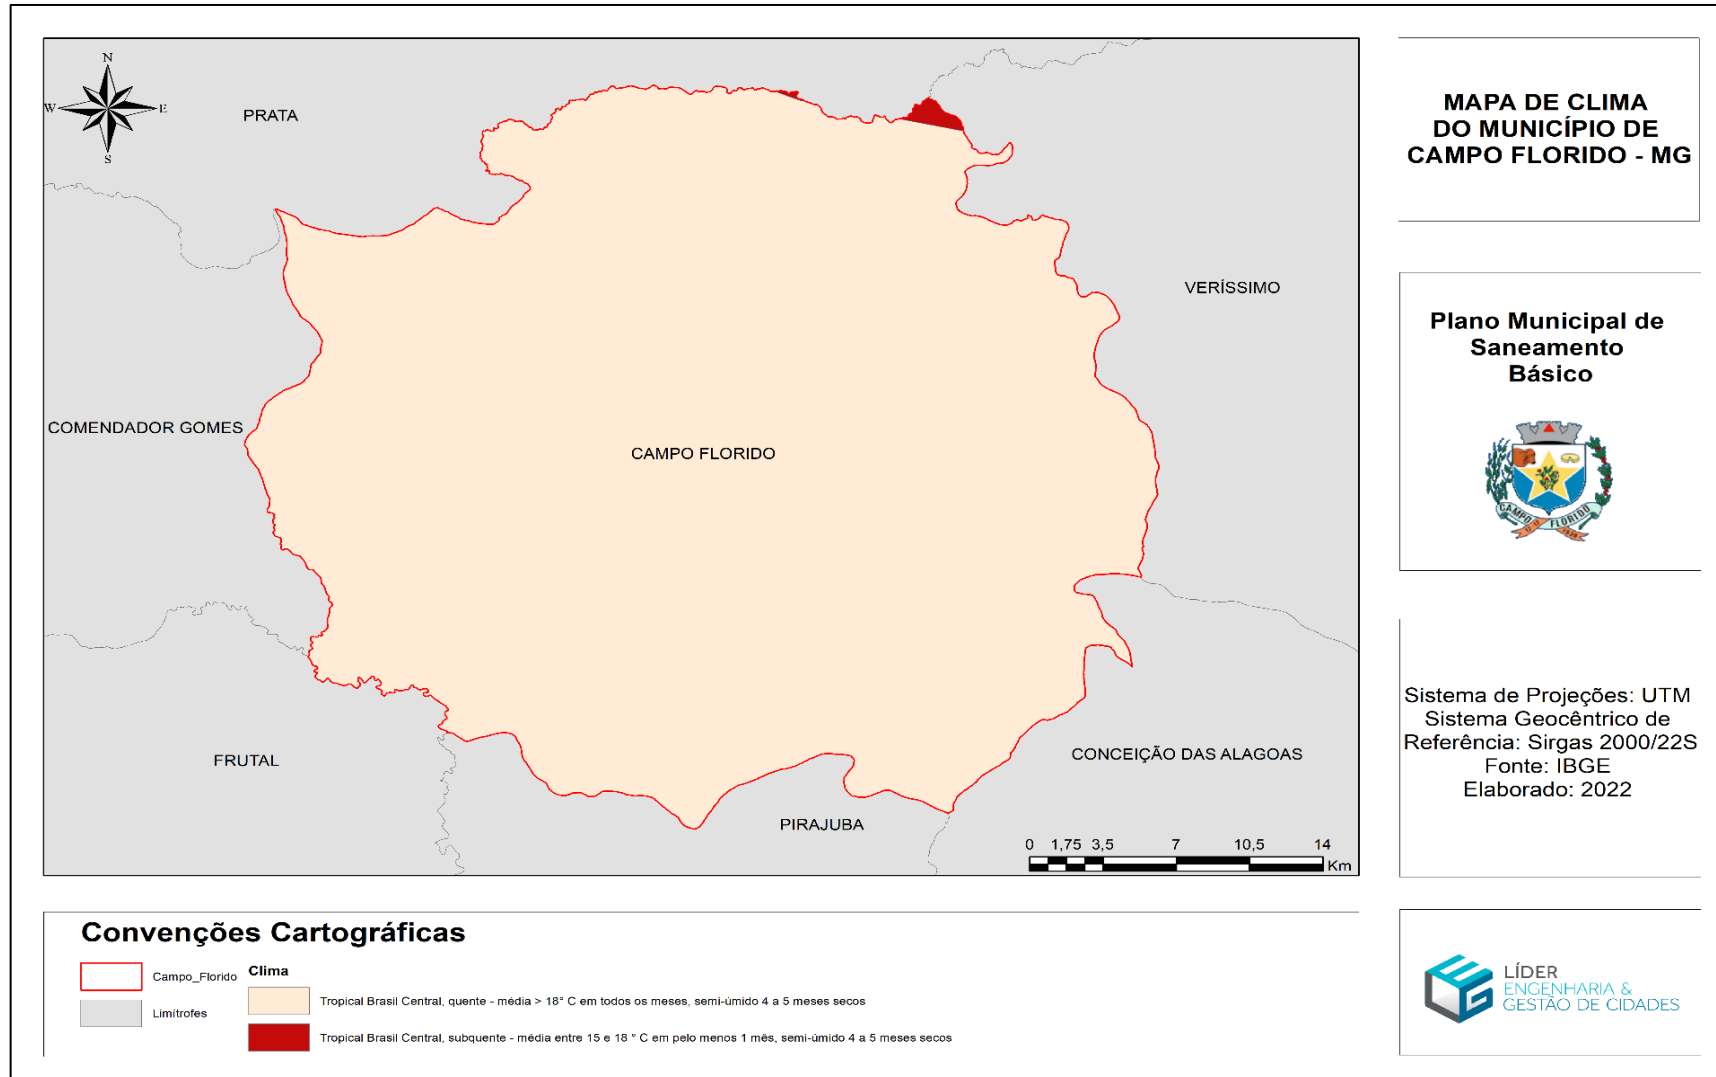 N
W
E
S
PRATA
VERÍSSIMO
COMENDADOR GOMES
CAMPO FLORIDO
FRUTAL
CONCEIÇÃO DAS ALAGOAS
PIRAJUBA
0 1,75 3,5 7 10,5 14
Km
MAPA DE CLIMA
DO MUNICÍPIO DE
CAMPO FLORIDO - MG
Plano Municipal de
Saneamento
Básico
CAMPO FLORIDO
Sistema de Projeções: UTM
Sistema Geocêntrico de
Referência: Sirgas 2000/22S
Fonte: IBGE
Elaborado: 2022
Convenções Cartográficas
Campo_Florido
Limítrofes
Clima
Tropical Brasil Central, quente - média > 18° C em todos os meses, semi-úmido 4 a 5 meses secos
Tropical Brasil Central, subquente - média entre 15 e 18 ° C em pelo menos 1 mês, semi-úmido 4 a 5 meses secos
LÍDER
ENGENHARIA &
GESTÃO DE CIDADES